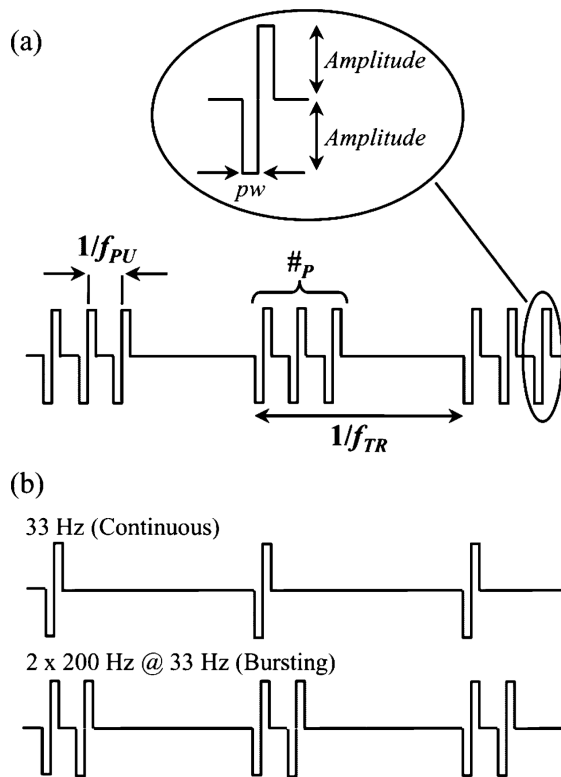 (a)
Amplitude
Amplitude
pw
1/fPU
#P
1/fTR
(b)
33 Hz (Continuous)
2 x 200 Hz @ 33 Hz (Bursting)